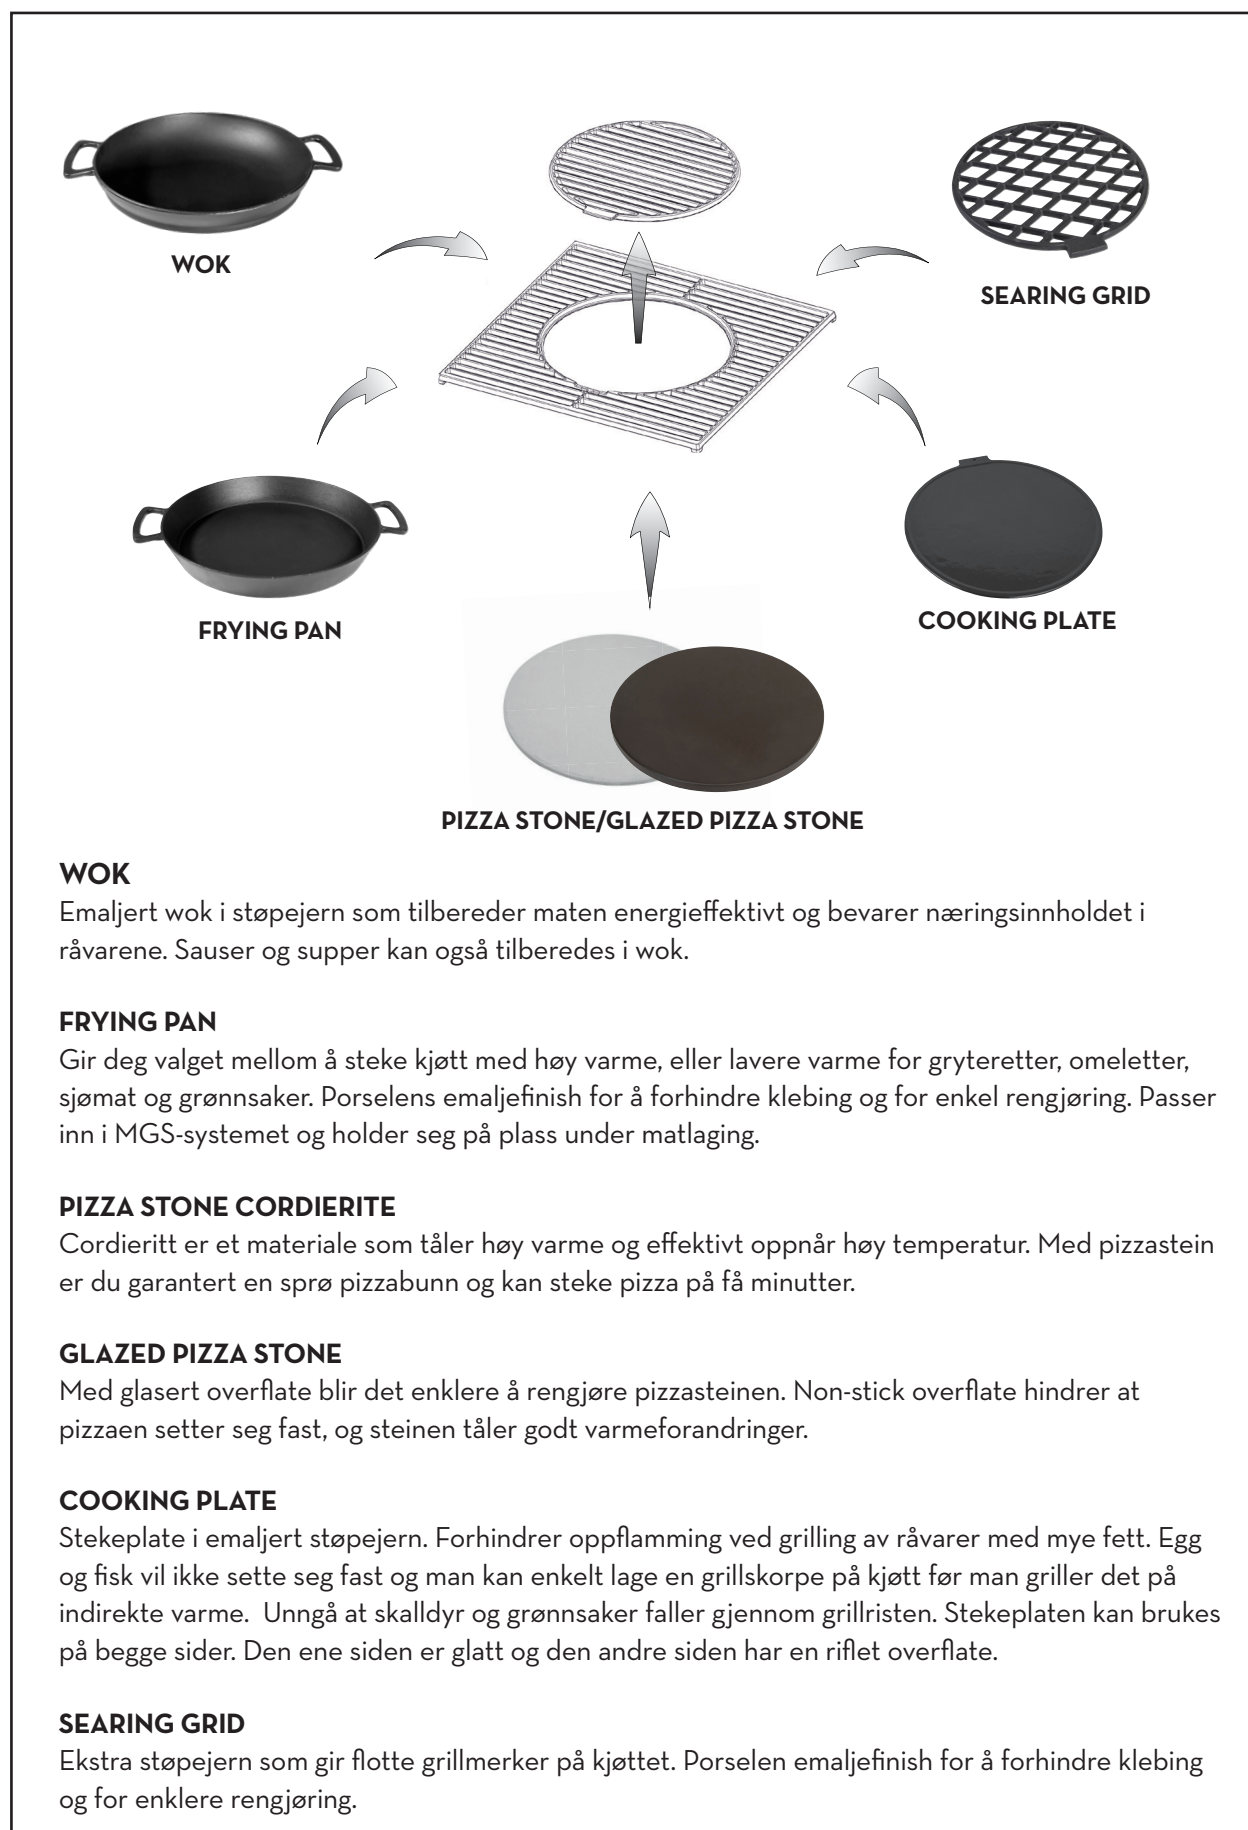 WOK
SEARING GRID
FRYING PAN
COOKING PLATE
PIZZA STONE/GLAZED PIZZA STONE
WOK
Emaljert wok i støpejern som tilbereder maten energieffektivt og bevarer næringsinnholdet i
råvarene. Sauser og supper kan også tilberedes i wok.
FRYING PAN
Gir deg valget mellom å steke kjøtt med høy varme, eller lavere varme for gryteretter, omeletter,
sjømat og grønnsaker. Porselens emaljefinish for å forhindre klebing og for enkel rengjøring. Passer
inn i MGS-systemet og holder seg på plass under matlaging.
PIZZA STONE CORDIERITE
Cordieritt er et materiale som tåler høy varme og effektivt oppnår høy temperatur. Med pizzastein
er du garantert en sprø pizzabunn og kan steke pizza på få minutter.
GLAZED PIZZA STONE
Med glasert overflate blir det enklere å rengjøre pizzasteinen. Non-stick overflate hindrer at
pizzaen setter seg fast, og steinen tåler godt varmeforandringer.
COOKING PLATE
Stekeplate i emaljert støpejern. Forhindrer oppflamming ved grilling av råvarer med mye fett. Egg
og fisk vil ikke sette seg fast og man kan enkelt lage en grillskorpe på kjøtt før man griller det på
indirekte varme.  Unngå at skalldyr og grønnsaker faller gjennom grillristen. Stekeplaten kan brukes
på begge sider. Den ene siden er glatt og den andre siden har en riflet overflate.
SEARING GRID
Ekstra støpejern som gir flotte grillmerker på kjøttet. Porselen emaljefinish for å forhindre klebing
og for enklere rengjøring.